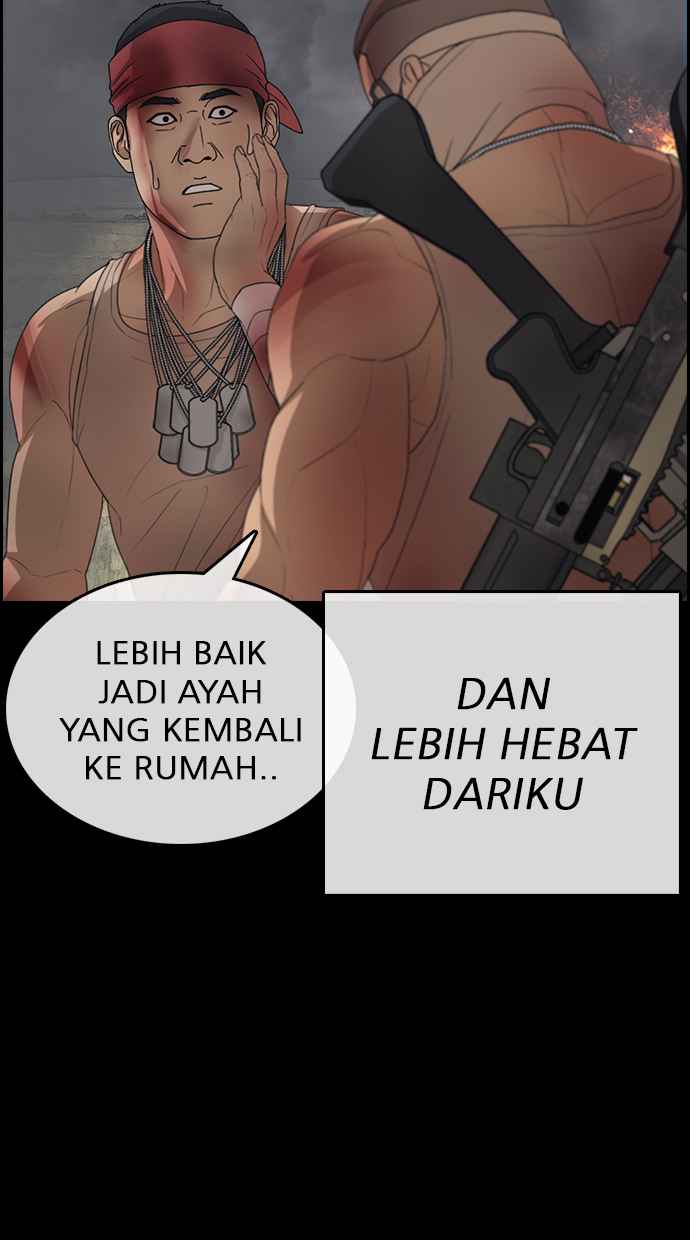 LEBIH BAIK
JADI AYAH
YANG KEMBALI
KE RUMAH..
DAN
LEBIH HEBAT
DARIKU